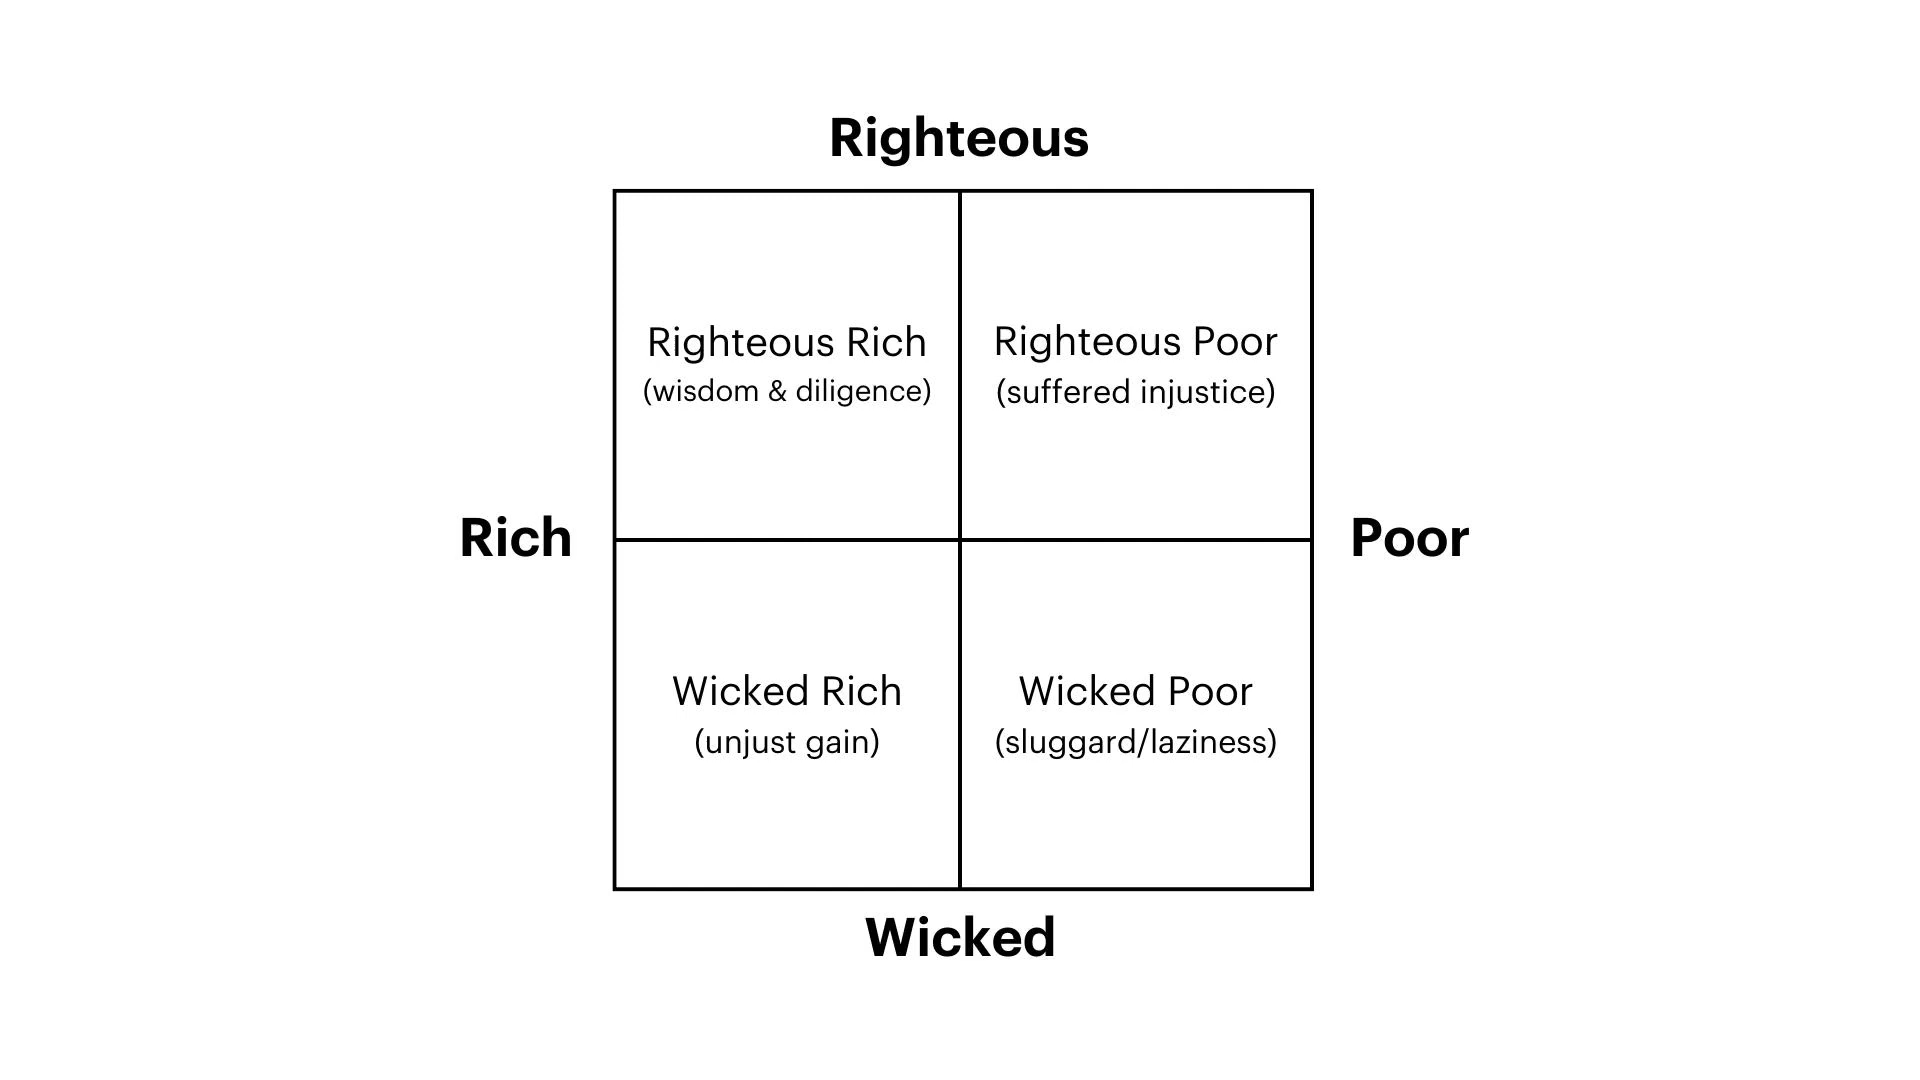 Righteous
Righteous Rich
(wisdom & diligence)
Righteous Poor
(suffered injustice)
Rich
Poor
Wicked Rich
(unjust gain)
Wicked Poor
(sluggard/laziness)
Wicked